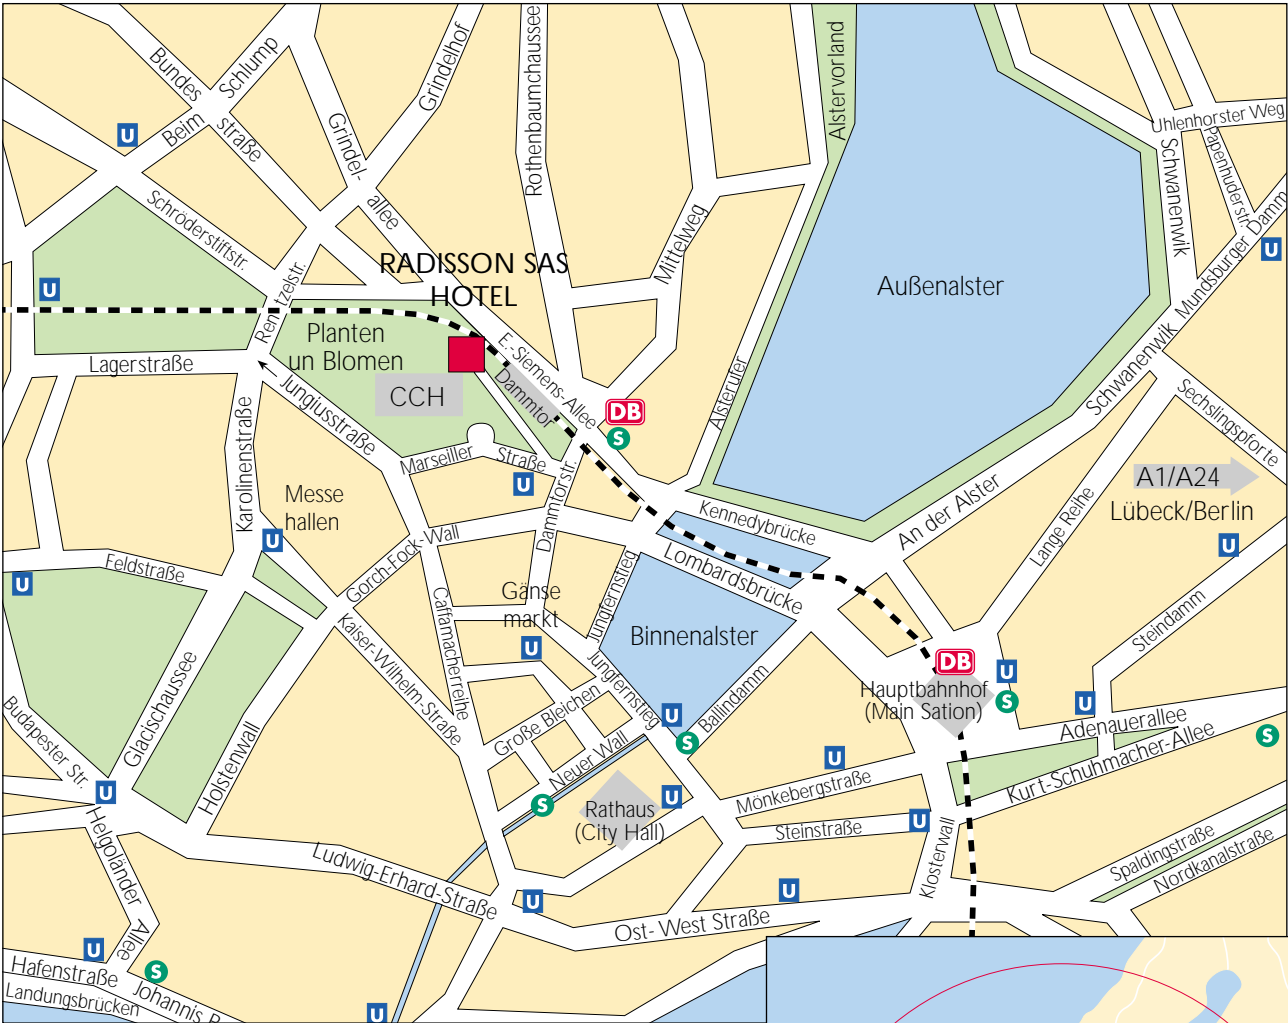 Bundes
straße
Beim Schlump
Grindelhof
Grindel-
allee
Rothenbaumchaussee
Alstervorland
Uhlenhorster Weg
Papenhuderstr.
Schwanenwik
Mundsburger Damm
U
U
U
Schröderstiftstr.
Rentzelstr.
RADISSON SAS
HOTEL
Mittelweg
Außenalster
Planten
un Blomen
CCH
Lagerstraße
Jungiusstraße
E.-Siemens-Allee
Dammtor
DB
S
Alsterufer
Schwanenwik
Sechslingspforte
A1/A24
Lübeck/Berlin
U
Karolinenstraße
Messe
hallen
U
Marseiller Straße
U
Dammtorstr.
Kennedybrücke
An der Alster
Lange Reihe
Lombardsbrücke
Feldstraße
U
Gorch-Fock-Wall
Gänse
markt
U
Jungfernstieg
Binnenalster
Steindamm
Caffamacherreihe
Kaiser-Wilhelm-Straße
Jungfernstieg
Ballindamm
U
S
DB
Hauptbahnhof
(Main Sation)
U
S
U
Adenauerallee
Kurt-Schuhmacher-Allee
S
Budapester Str.
Glacischaussee
Holstenwall
Große Bleichen
Neuer Wall
S
Rathaus
(City Hall)
U
U
Mönkebergstraße
Steinstraße
U
Klosterwall
Spaldingstraße
Nordkanalstraße
U
Helgoländer
Allee
Ludwig-Erhard-Straße
U
U
Ost-West Straße
U
Hafenstraße
S
Landungsbrücken
Johannis
U